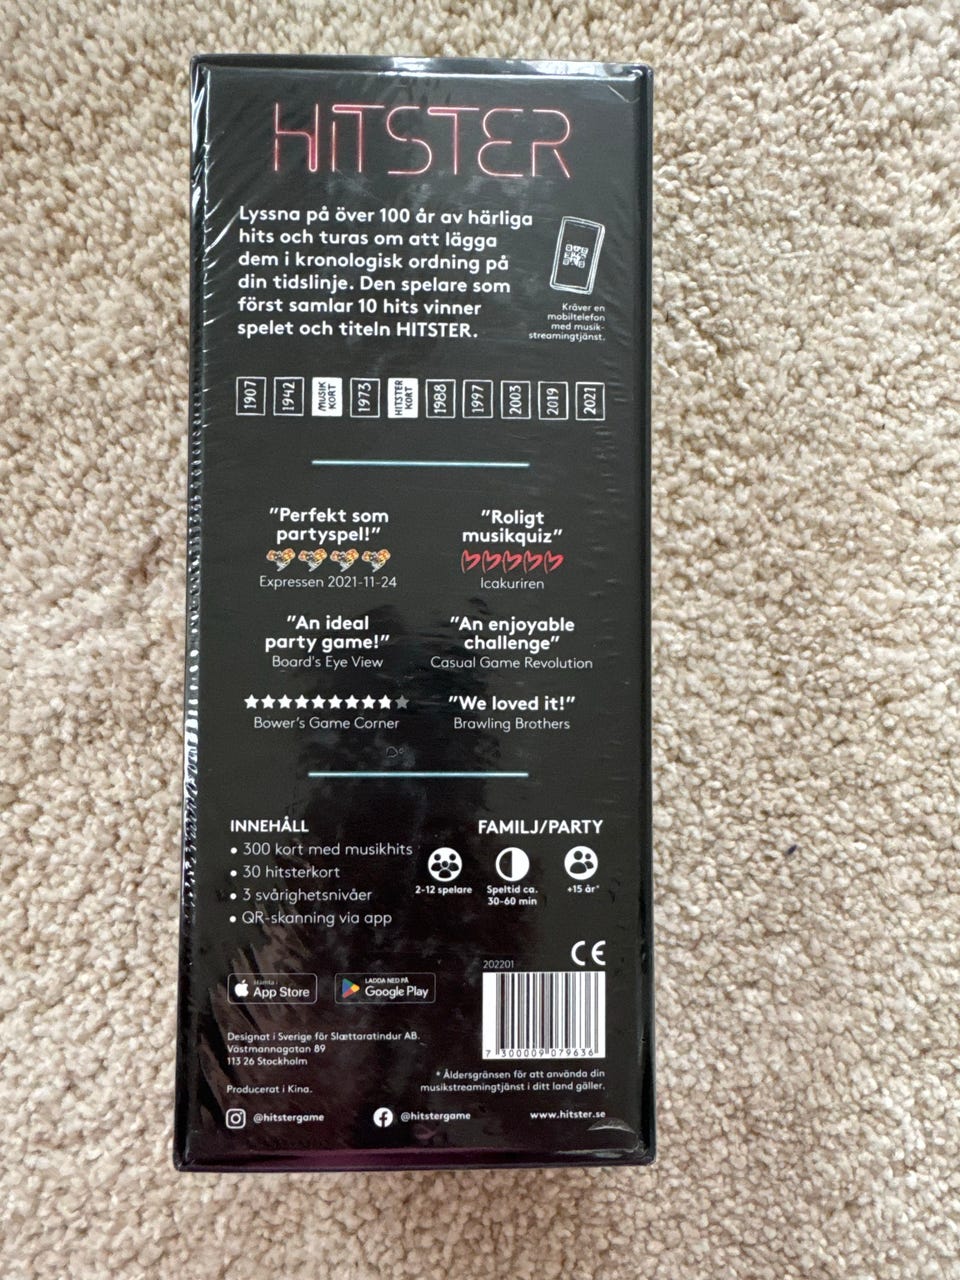 HITSTER
Lyssna på över 100 år av härliga
hits och turas om att lägga
dem i kronologisk ordning på
din tidslinje. Den spelare som
först samlar 10 hits vinner
spelet och titeln HITSTER.
Kräver en
mobiltelefon
med musik-
streamingtjänst.
1907
1942
MUSIK
KORT
1973
HITSTER
KORT
1988
1997
2003
2019
2021
"Perfekt som
partyspel!"
Expressen 2021-11-24
"Roligt
musikquiz"
Icakuriren
"An ideal
party game!"
Board's Eye View
"An enjoyable
challenge"
Casual Game Revolution
Bower's Game Corner
"We loved it!"
Brawling Brothers
INNEHÅLL
• 300 kort med musikhits
• 30 hitsterkort
• 3 svårighetsnivåer
• QR-skanning via app
FAMILJ/PARTY
2-12 spelare
Speltid ca.
30-60 min
+15 år*
CE
202201
7 300009 079636
Hämta i
App Store
LADDA NED PÅ
Google Play
Designat i Sverige för Slættaratindur AB.
Västmannagatan 89
113 26 Stockholm
Producerat i Kina.
* Åldersgränsen för att använda din
musikstreamingtjänst i ditt land gäller.
@hitstergame
@hitstergame
www.hitster.se